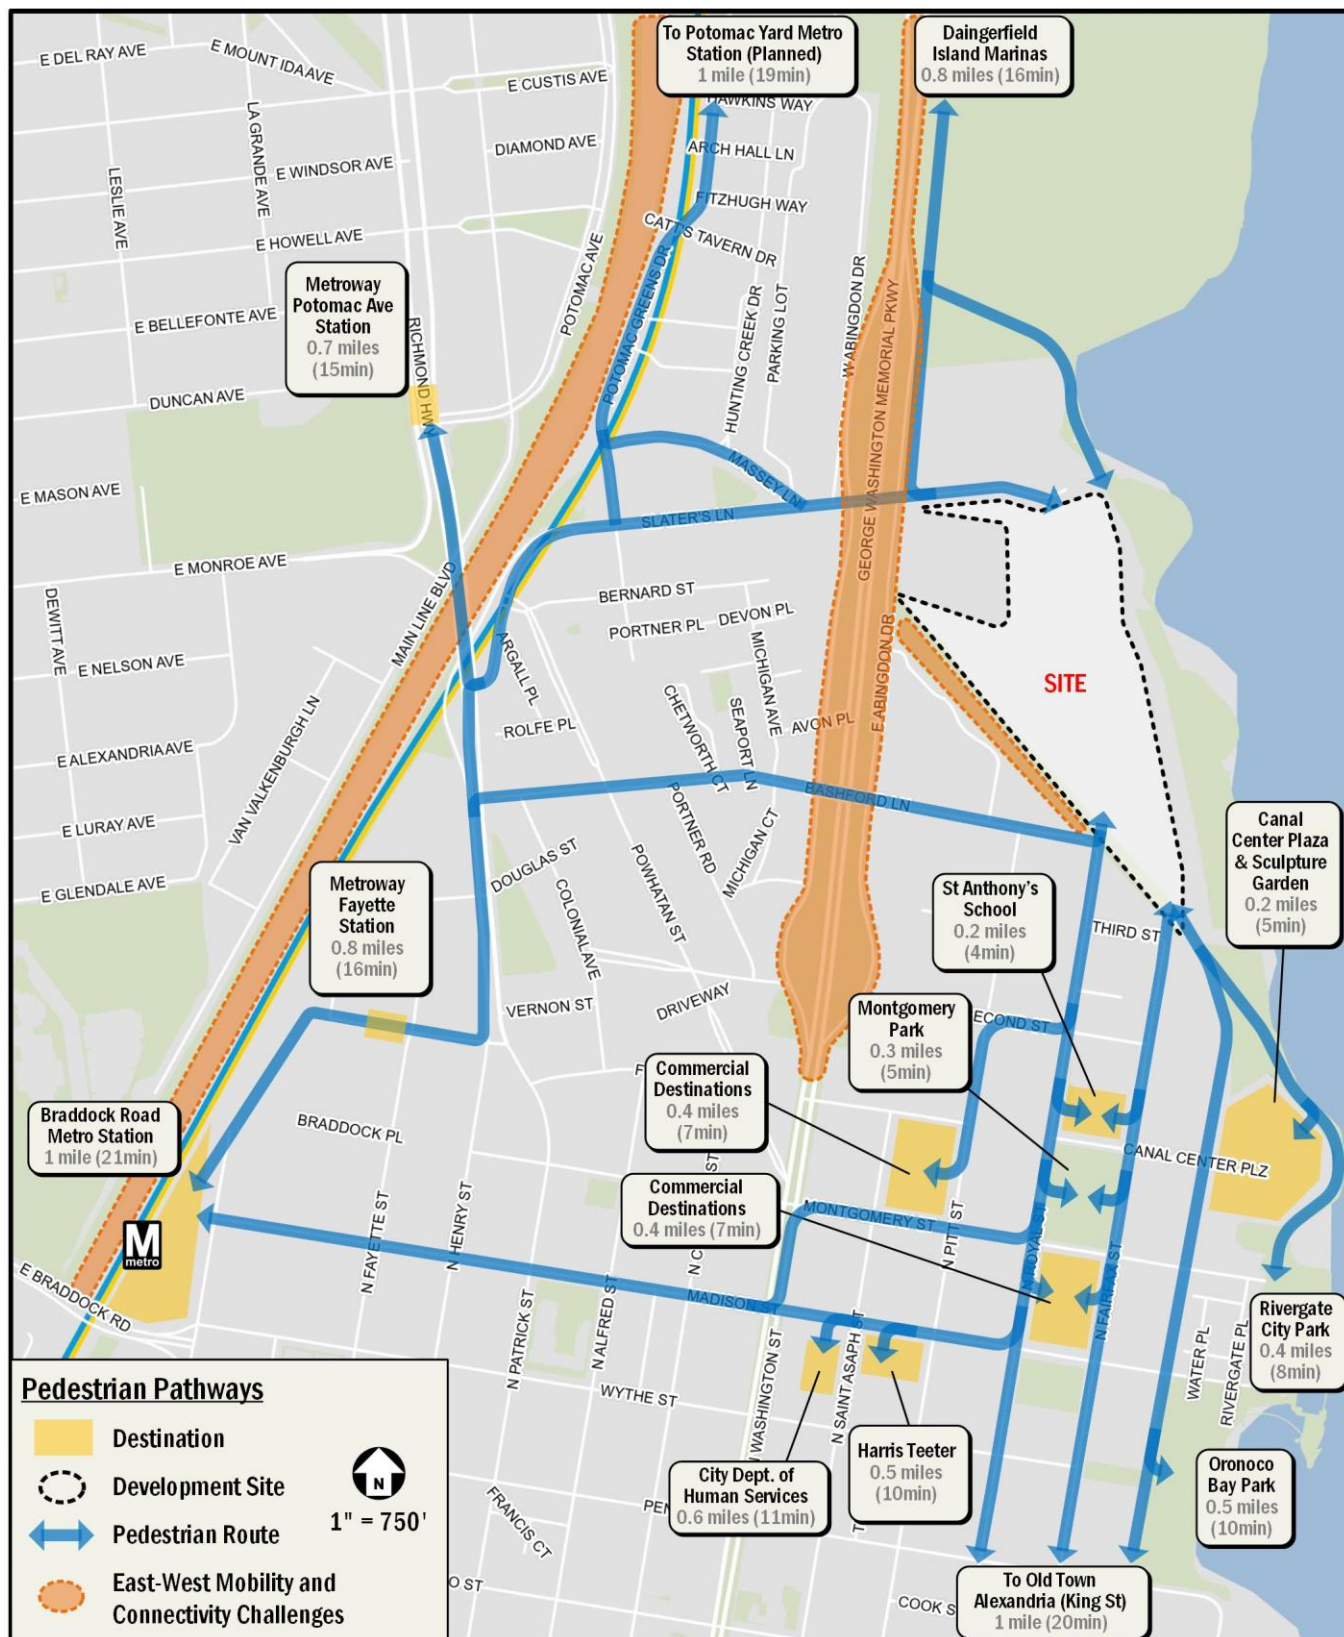 To Potomac Yard Metro
Station (Planned)
1 mile (19min)
Daingerfield
Island Marinas
0.8 miles (16min)
E DEL RAY AVE
E MOUNT IDA AVE
LA GRANDE AVE
E CUSTIS AVE
HAWKINS WAY
DIAMOND AVE
ARCH HALL LN
LESLIE AVE
E WINDSOR AVE
FITZHUGH WAY
CATT'S TAVERN DR
E HOWELL AVE
POTOMAC AVE
POTOMAC GREENS DR
W ABINGDON DR
HUNTING CREEK DR
PARKING LOT
Metroway
Potomac Ave
Station
0.7 miles
(15min)
E BELLEFONTE AVE
RICHMOND HWY
DUNCAN AVE
GEORGE WASHINGTON MEMORIAL PKWY
MASSEY LN
E MASON AVE
SLATER'S LN
E MONROE AVE
MAIN LINE BLVD
BERNARD ST
DEWITT AVE
PORTNER PL
DEVON PL
ARGALL PL
MICHIGAN AVE
E NELSON AVE
E ABINGDON DR
SITE
VAN VALKENBURGH LN
CHETWORTH CT
SEAPORT LN
AVON PL
ROLFE PL
E ALEXANDRIA AVE
BASHFORD LN
PORTNER RD
E LURAY AVE
MICHIGAN CT
DOUGLAS ST
POWHATAN ST
Canal
Center Plaza
& Sculpture
Garden
0.2 miles
(5min)
E GLENDALE AVE
Metroway
Fayette
Station
0.8 miles
(16min)
COLONIAL AVE
St Anthony's
School
0.2 miles
(4min)
THIRD ST
VERNON ST
DRIVEWAY
Montgomery
Park
0.3 miles
(5min)
ECOND ST
F
Commercial
Destinations
0.4 miles
(7min)
Braddock Road
Metro Station
1 mile (21min)
BRADDOCK PL
CANAL CENTER PLZ
Commercial
Destinations
0.4 miles (7min)
MONTGOMERY ST
N PITT ST
N ROYAL ST
N FAIRFAX ST
M
metro
N FAYETTE ST
N HENRY ST
N C
ST
E BRADDOCK RD
MADISON ST
N PATRICK ST
N ALFRED ST
N WASHINGTON ST
N SAINT ASAPH ST
WATER PL
RIVERGATE PL
Rivergate
City Park
0.4 miles
(8min)
WYTHE ST
Harris Teeter
0.5 miles
(10min)
City Dept. of
Human Services
0.6 miles (11min)
Oronoco
Bay Park
0.5 miles
(10min)
PEN
T
FRANCIS CT
O ST
COOK S
To Old Town
Alexandria (King St)
1 mile (20min)
Pedestrian Pathways
Destination
Development Site
N
1" = 750'
Pedestrian Route
East-West Mobility and
Connectivity Challenges